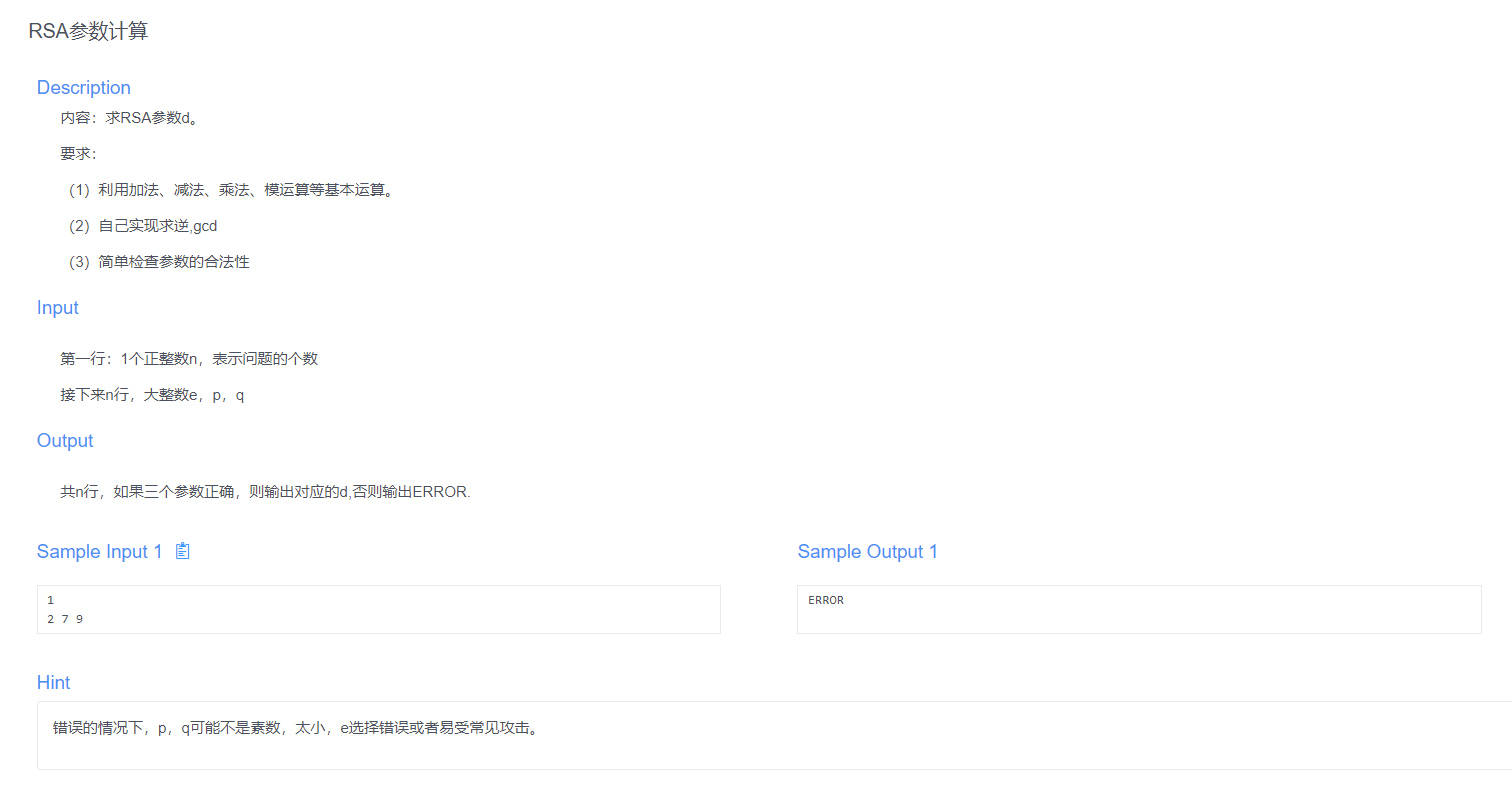 RSA参数计算
Description
内容：求RSA参数d。
要求：
（1）利用加法、减法、乘法、模运算等基本运算。
（2）自己实现求逆,gcd
（3）简单检查参数的合法性
Input
第一行：1个正整数n，表示问题的个数
接下来n行，大整数e，p，q
Output
共n行，如果三个参数正确，则输出对应的d,否则输出ERROR.
Sample Input 1
Sample Output 1
1
2 7 9
ERROR
Hint
错误的情况下，p，q可能不是素数，太小，e选择错误或者易受常见攻击。